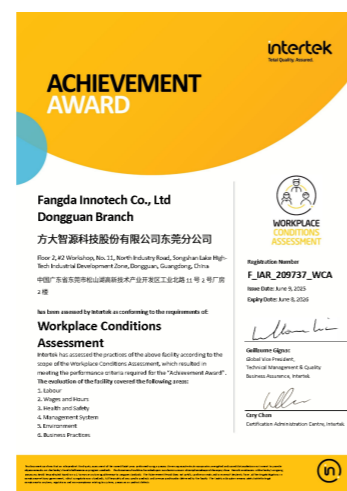 intertek
Total Quality. Assured.
ACHIEVEMENT
AWARD
Fangda Innotech Co., Ltd
Dongguan Branch
方大智源科技股份有限公司东莞分公司
Floor 2, #2 Workshop, No. 11, North Industry Road, Songshan Lake High-
Tech Industrial Development Zone, Dongguan, Guangdong, China
中国广东省东莞市松山湖高新技术产业开发区工业北路 11 号 2 号厂房
2 楼
has been assessed by Intertek as conforming to the requirements of:
Workplace Conditions
Assessment
Intertek has assessed the practices of the above facility according to the
scope of the Workplace Conditions Assessment, which resulted in
meeting the performance criteria required for the "Achievement Award".
The evaluation of the facility covered the following areas:
1. Labour
2. Wages and Hours
3. Health and Safety
4. Management System
5. Environment
6. Business Practices
WORKPLACE
CONDITIONS
ASSESSMENT
Registration Number
F_IAR_209737_WCA
Issue Date: June 9, 2025
Expiry Date: June 8, 2026
Guillaume Gignac
Global Vice President,
Technical Management & Quality
Business Assurance, Intertek
Cary Chan
Certification Administration Centre, Intertek
in